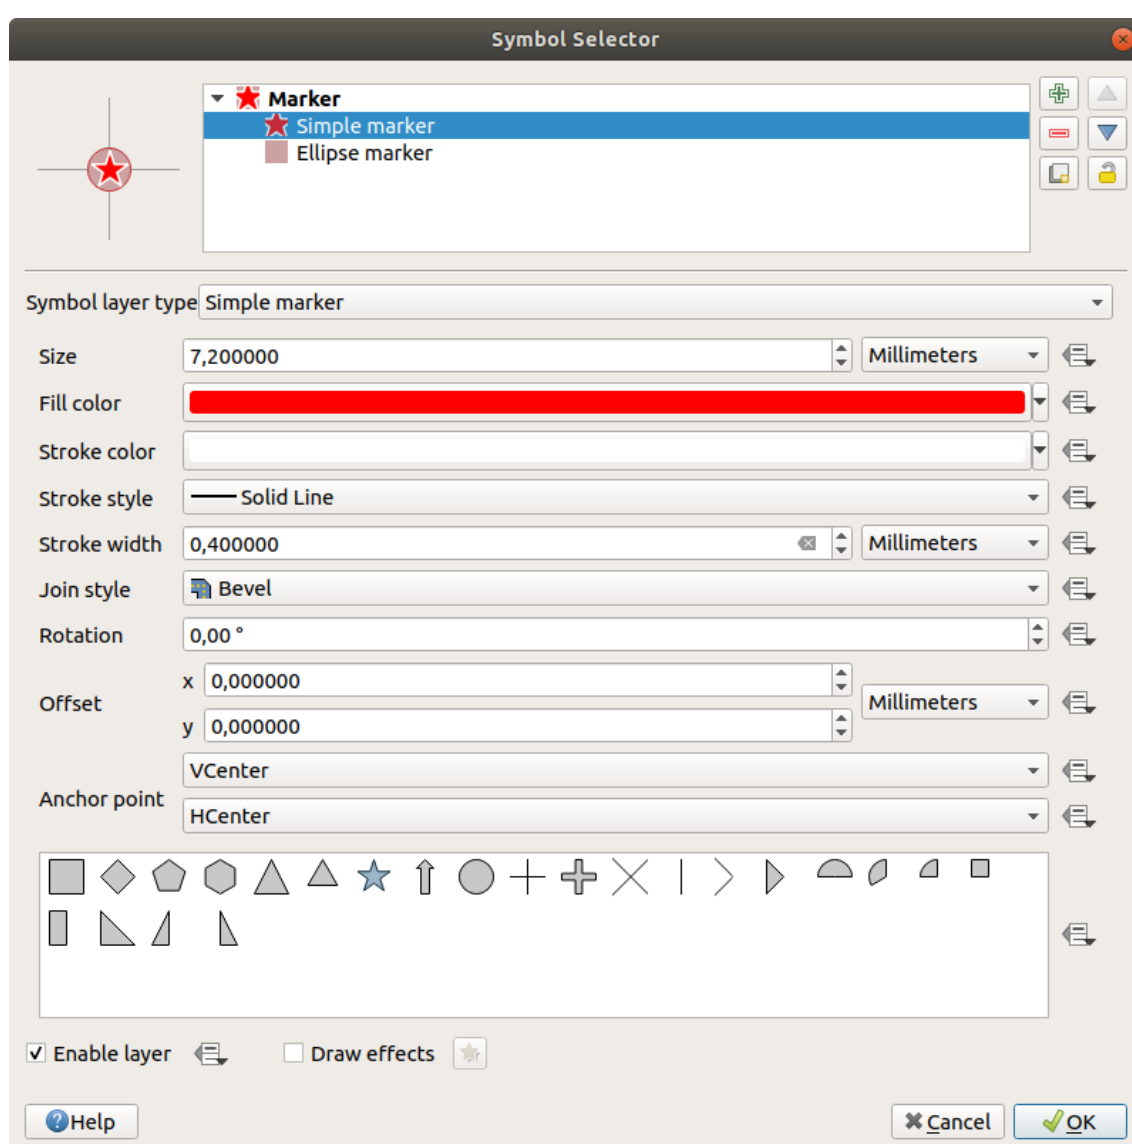 Symbol Selector
Marker
Simple marker
Ellipse marker
Symbol layer type Simple marker
Size 7,200000 Millimeters
Fill color
Stroke color
Stroke style Solid Line
Stroke width 0,400000 Millimeters
Join style Bevel
Rotation 0,00 °
Offset x 0,000000 Millimeters
y 0,000000
Anchor point VCenter
HCenter
Enable layer Draw effects
Help Cancel OK